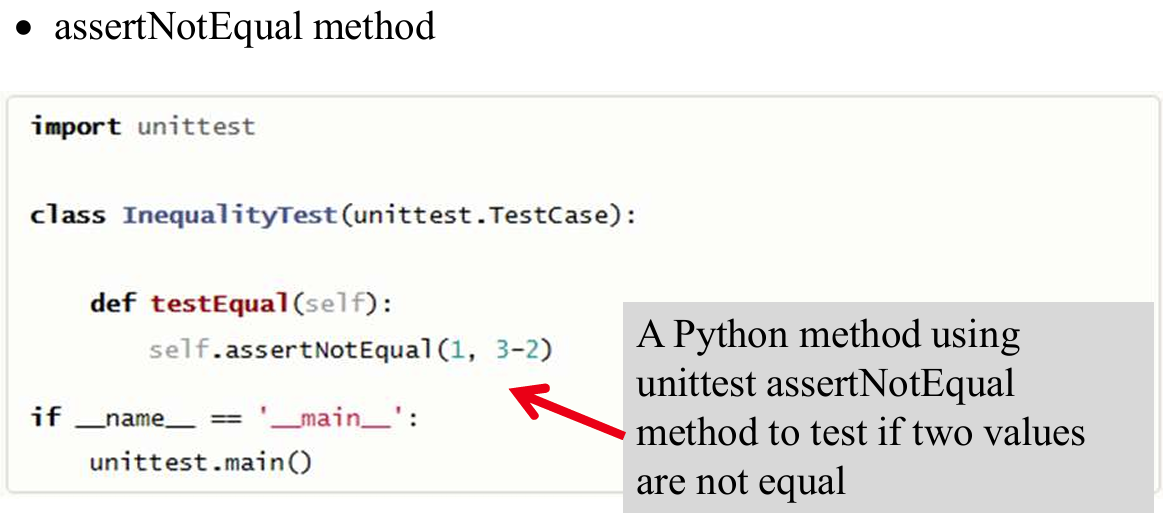 • assertNotEqual method
import unittest
class InequalityTest(unittest.TestCase):
def testEqual(self):
self.assertNotEqual(1, 3-2)
if __name__ == '__main__':
unittest.main()
A Python method using
unittest assertNotEqual
method to test if two values
are not equal